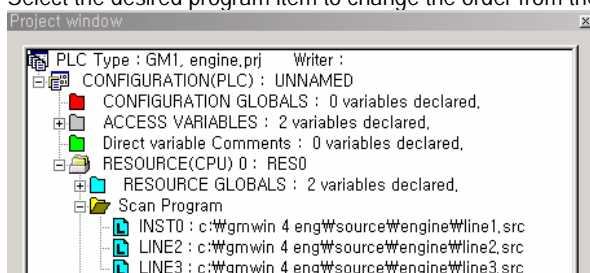 Select the desired program item to change the order from the
Project window
PLC Type : GM1, engine.prj Writer :
CONFIGURATION(PLC) : UNNAMED
CONFIGURATION GLOBALS : 0 variables declared.
ACCESS VARIABLES : 2 variables declared.
Direct variable Comments : 0 variables declared.
RESOURCE(CPU) 0 : RES0
RESOURCE GLOBALS : 2 variables declared.
Scan Program
INST0 : c:₩gmwin 4 eng₩source₩engine₩line1.src
LINE2 : c:₩gmwin 4 eng₩source₩engine₩line2.src
LINE3 : c:₩gmwin 4 eng₩source₩engine₩line3.src